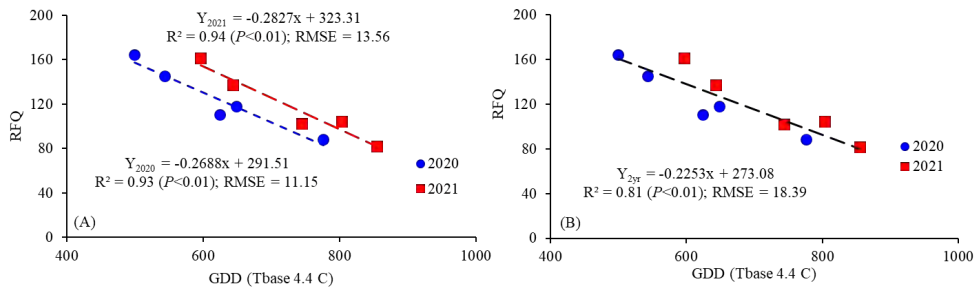 Y2021 = -0.2827x + 323.31
R² = 0.94 (P<0.01); RMSE = 13.56
200
160
120
80
40
0
RFQ
Y2020 = -0.2688x + 291.51
R² = 0.93 (P<0.01); RMSE = 11.15
2020
2021
(A)
400
600
800
1000
GDD (Tbase 4.4 C)
200
160
120
80
40
0
RFQ
2020
2021
Y2yr = -0.2253x + 273.08
R² = 0.81 (P<0.01); RMSE = 18.39
(B)
400
600
800
1000
GDD (Tbase 4.4 C)